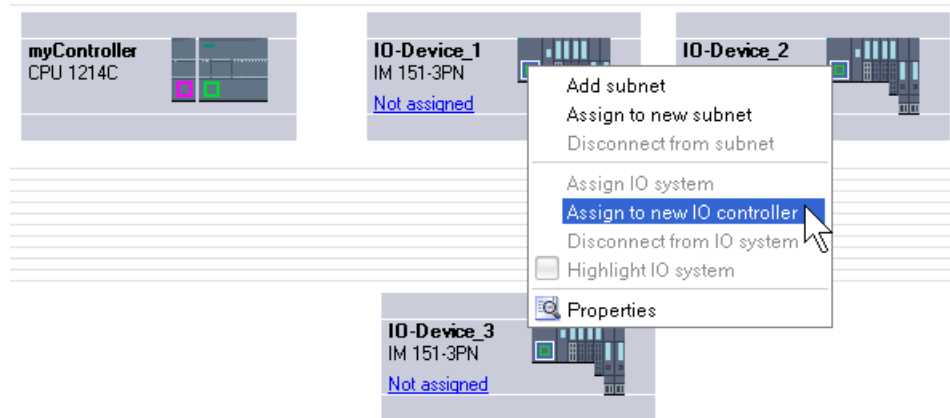 myController
CPU 1214C
IO-Device_1
IM 151-3PN
Not assigned
IO-Device_2
Add subnet
Assign to new subnet
Disconnect from subnet
Assign IO system
Assign to new IO controller
Disconnect from IO system
Highlight IO system
Properties
IO-Device_3
IM 151-3PN
Not assigned